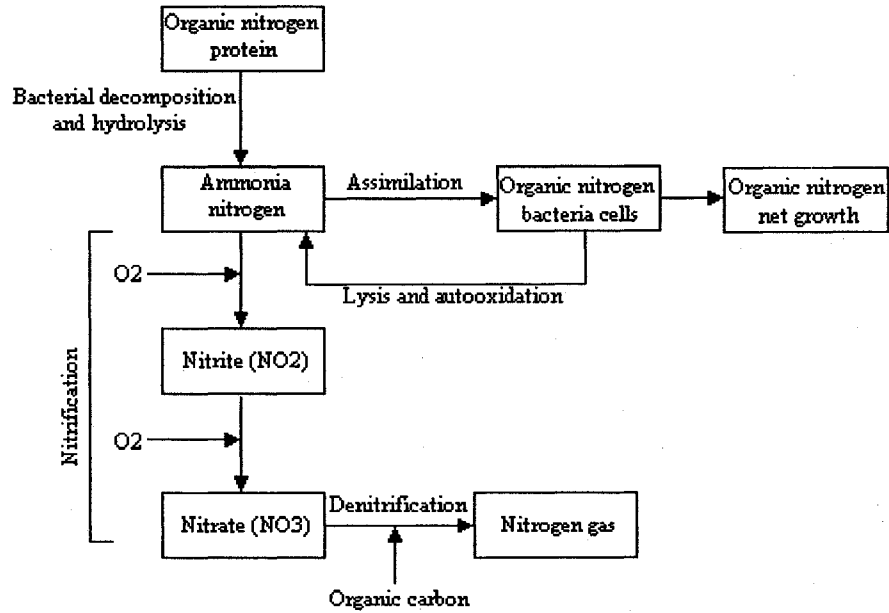 Organic nitrogen
protein
Bacterial decomposition
and hydrolysis
Ammonia
nitrogen
Assimilation
Organic nitrogen
bacteria cells
Organic nitrogen
net growth
O2
Lysis and autooxidation
Nitrification
Nitrite (NO2)
O2
Nitrate (NO3)
Denitrification
Nitrogen gas
Organic carbon